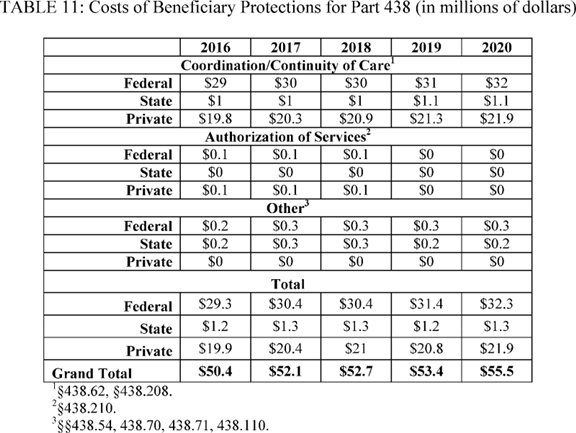 TABLE 11: Costs of Beneficiary Protections for Part 438 (in millions of dollars)
2016 2017 2018 2019 2020
Coordination/Continuity of Care¹
Federal $29 $30 $30 $31 $32
State $1 $1 $1 $1.1 $1.1
Private $19.8 $20.3 $20.9 $21.3 $21.9
Authorization of Services²
Federal $0.1 $0.1 $0.1 $0 $0
State $0 $0 $0 $0 $0
Private $0.1 $0.1 $0.1 $0 $0
Other³
Federal $0.2 $0.3 $0.3 $0.3 $0.3
State $0.2 $0.3 $0.3 $0.2 $0.2
Private $0 $0 $0 $0 $0
Total
Federal $29.3 $30.4 $30.4 $31.4 $32.3
State $1.2 $1.3 $1.3 $1.2 $1.3
Private $19.9 $20.4 $21 $20.8 $21.9
Grand Total $50.4 $52.1 $52.7 $53.4 $55.5
¹§438.62, §438.208.
²§438.210.
³§§438.54, 438.70, 438.71, 438.110.